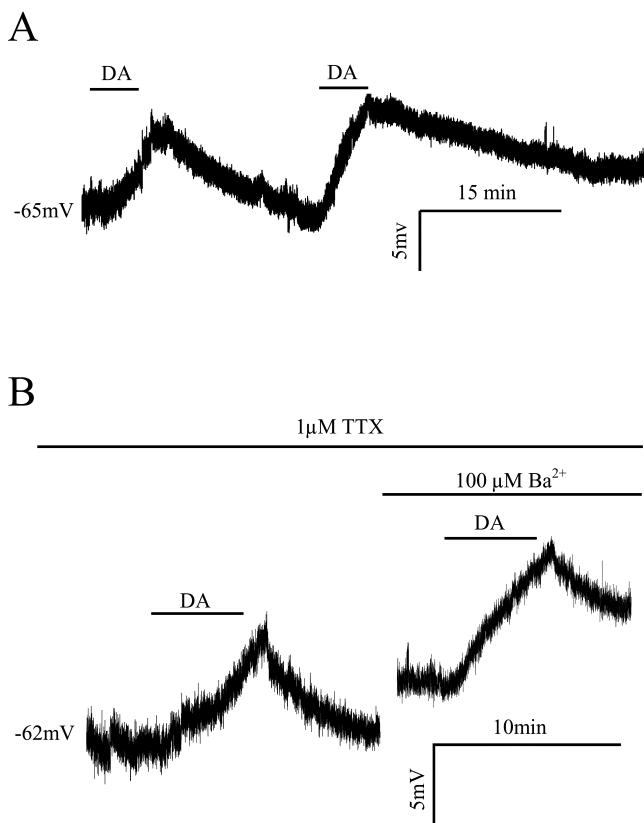 A
DA
DA
-65mV
15 min
5mv
B
1μM TTX
100 μM Ba²⁺
DA
DA
-62mV
10min
5mV